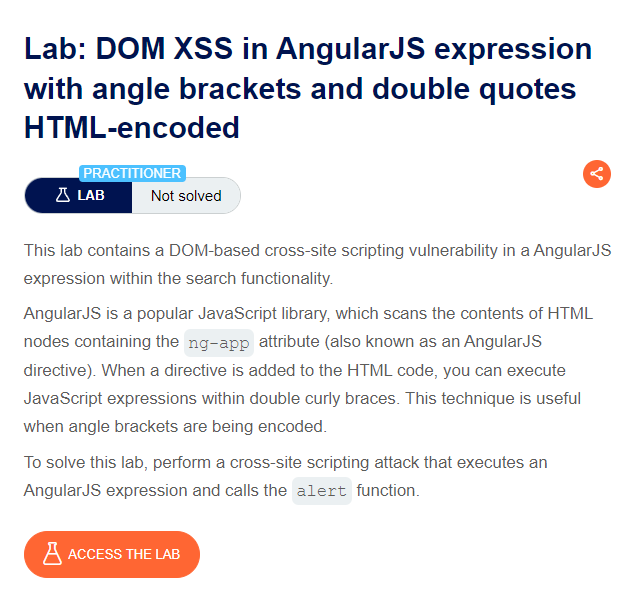 Lab: DOM XSS in AngularJS expression
with angle brackets and double quotes
HTML-encoded
PRACTITIONER
LAB Not solved
This lab contains a DOM-based cross-site scripting vulnerability in a AngularJS
expression within the search functionality.
AngularJS is a popular JavaScript library, which scans the contents of HTML
nodes containing the ng-app attribute (also known as an AngularJS
directive). When a directive is added to the HTML code, you can execute
JavaScript expressions within double curly braces. This technique is useful
when angle brackets are being encoded.
To solve this lab, perform a cross-site scripting attack that executes an
AngularJS expression and calls the alert function.
ACCESS THE LAB